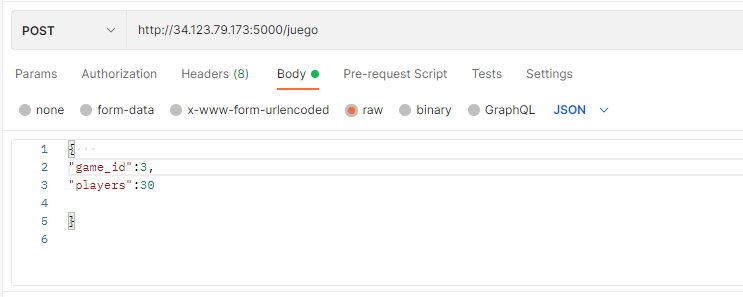 POST http://34.123.79.173:5000/juego
Params Authorization Headers (8) Body Pre-request Script Tests Settings
none form-data x-www-form-urlencoded raw binary GraphQL JSON
1 {
2 "game_id":3,
3 "players":30
4
5 }
6